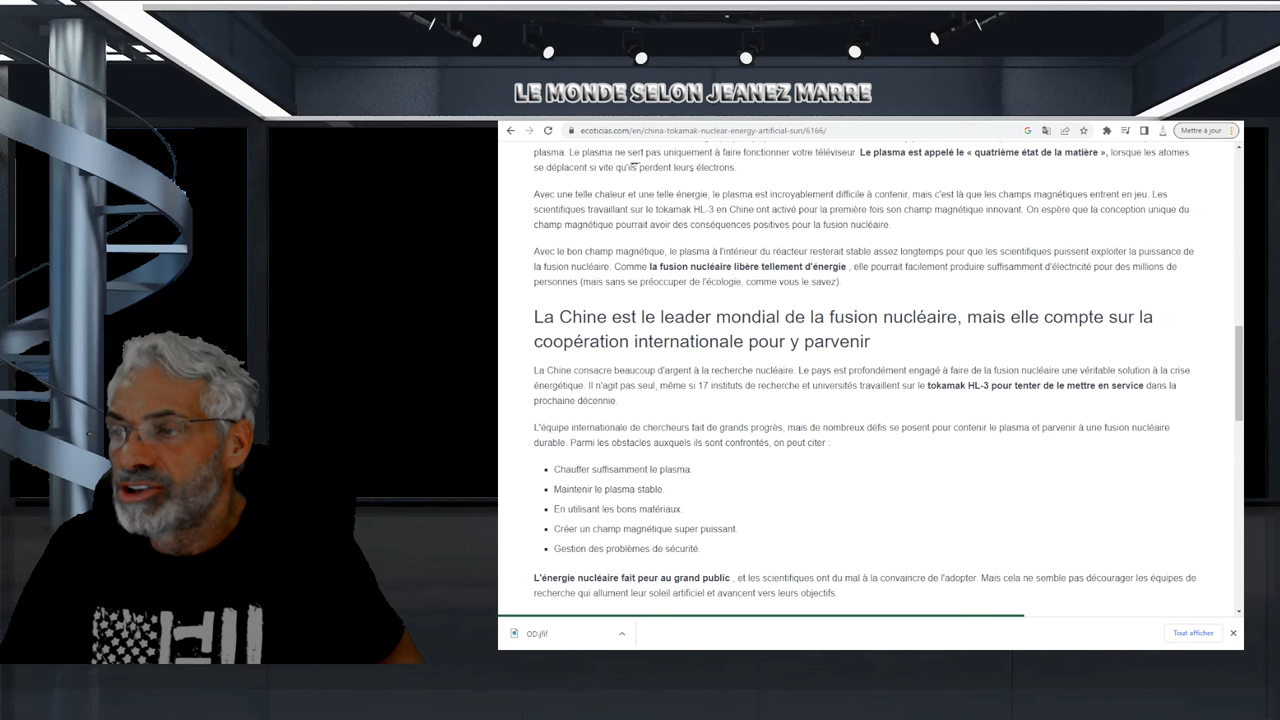 LE MONDE SELON JEANEZ MARRE
ecoticias.com/en/china-tokamak-nuclear-energy-artificial-sun/6166/
Mettre à jour
plasma. Le plasma ne sert pas uniquement à faire fonctionner votre téléviseur. Le plasma est appelé le « quatrième état de la matière », lorsque les atomes
se déplacent si vite qu'ils perdent leurs électrons.
Avec une telle chaleur et une telle énergie, le plasma est incroyablement difficile à contenir, mais c'est là que les champs magnétiques entrent en jeu. Les
scientifiques travaillant sur le tokamak HL-3 en Chine ont activé pour la première fois son champ magnétique innovant. On espère que la conception unique du
champ magnétique pourrait avoir des conséquences positives pour la fusion nucléaire.
Avec le bon champ magnétique, le plasma à l'intérieur du réacteur resterait stable assez longtemps pour que les scientifiques puissent exploiter la puissance de
la fusion nucléaire. Comme la fusion nucléaire libère tellement d'énergie , elle pourrait facilement produire suffisamment d'électricité pour des millions de
personnes (mais sans se préoccuper de l'écologie, comme vous le savez).
La Chine est le leader mondial de la fusion nucléaire, mais elle compte sur la
coopération internationale pour y parvenir
La Chine consacre beaucoup d'argent à la recherche nucléaire. Le pays est profondément engagé à faire de la fusion nucléaire une véritable solution à la crise
énergétique. Il n'agit pas seul, même si 17 instituts de recherche et universités travaillent sur le tokamak HL-3 pour tenter de le mettre en service dans la
prochaine décennie.
L'équipe internationale de chercheurs fait de grands progrès, mais de nombreux défis se posent pour contenir le plasma et parvenir à une fusion nucléaire
durable. Parmi les obstacles auxquels ils sont confrontés, on peut citer :
• Chauffer suffisamment le plasma.
• Maintenir le plasma stable.
• En utilisant les bons matériaux.
• Créer un champ magnétique super puissant.
• Gestion des problèmes de sécurité.
L'énergie nucléaire fait peur au grand public , et les scientifiques ont du mal à la convaincre de l'adopter. Mais cela ne semble pas décourager les équipes de
recherche qui allument leur soleil artificiel et avancent vers leurs objectifs.
OD.jfif
Tout afficher